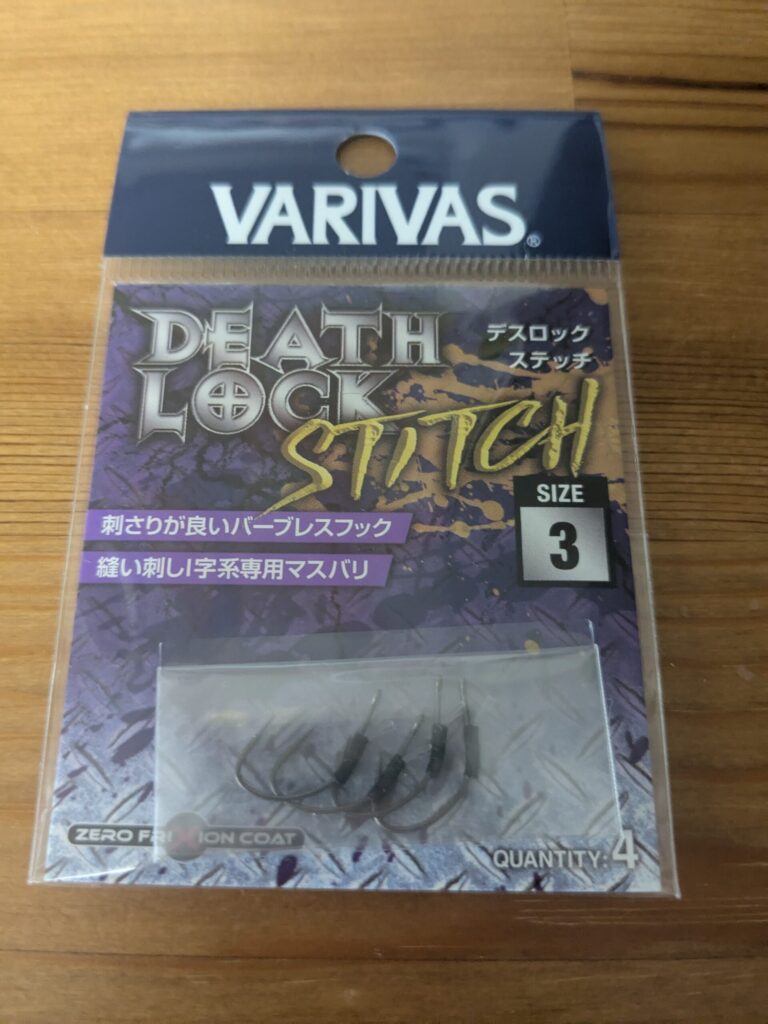 VARIVAS®
DEATH
LOCK
STITCH
デスロック
ステッチ
SIZE
3
刺さりが良いバーブレスフック
縫い刺しI字系専用マスバリ
ZERO FRIXION COAT
QUANTITY:4